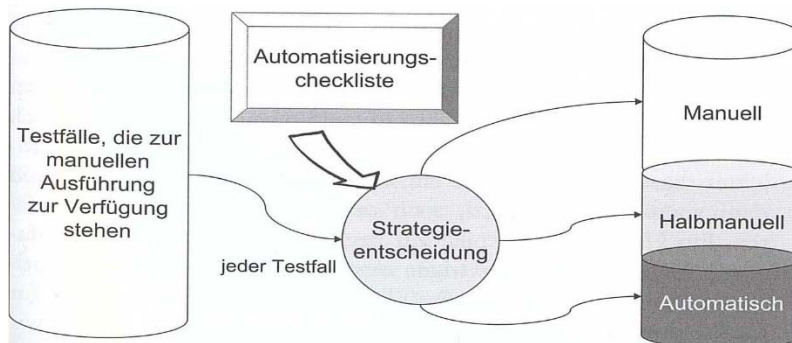 Automatisierungs-
checkliste
Testfälle, die zur
manuellen
Ausführung
zur Verfügung
stehen
jeder Testfall
Strategie-
entscheidung
Manuell
Halbmanuell
Automatisch